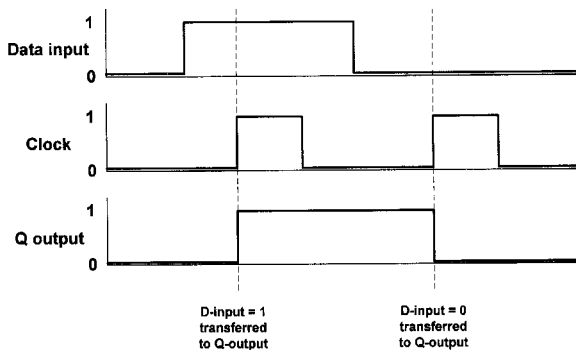 1
Data input
0
1
Clock
0
1
Q output
0
D-input = 1
transferred
to Q-output
D-input = 0
transferred
to Q-output